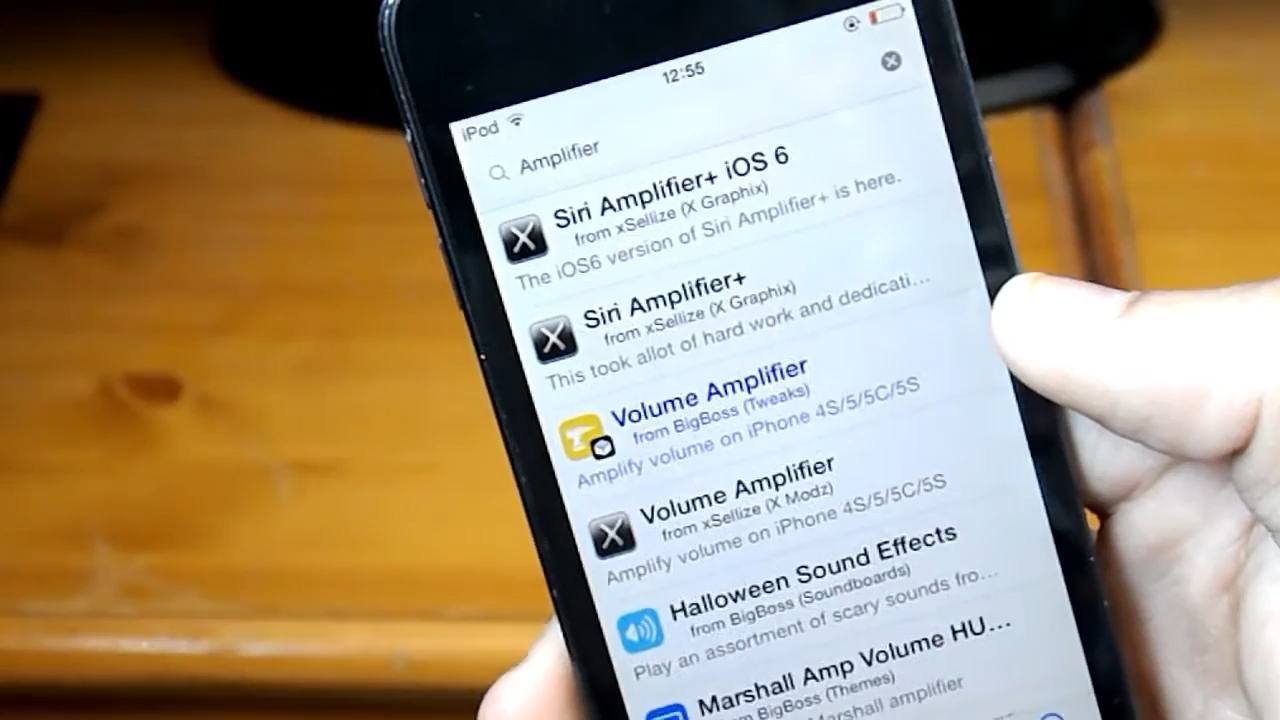 12:55
iPod
Amplifier
Siri Amplifier+ iOS 6
from xSellize (X Graphix)
The iOS6 version of Siri Amplifier+ is here.
Siri Amplifier+
from xSellize (X Graphix)
This took allot of hard work and dedicati...
Volume Amplifier
from BigBoss (Tweaks)
Amplify volume on iPhone 4S/5/5C/5S
Volume Amplifier
from xSellize (X Modz)
Amplify volume on iPhone 4S/5/5C/5S
Halloween Sound Effects
from BigBoss (Soundboards)
Play an assortment of scary sounds fro...
Marshall Amp Volume HU...
from BigBoss (Themes)
Marshall amplifier